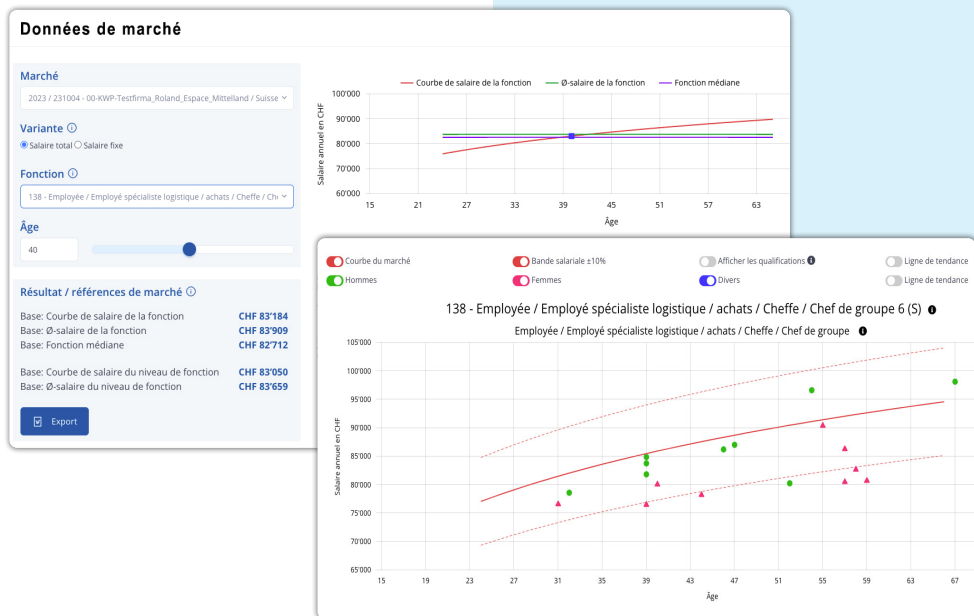 Données de marché
Marché
2023 / 231004 - 00-KWP-Testfirma_Roland_Espace_Mittelland / Suisse
Variante
Salaire total Salaire fixe
Fonction
138 - Employée / Employé spécialiste logistique / achats / Cheffe / Ch
Âge
40
Résultat / références de marché
Base: Courbe de salaire de la fonction CHF 83'184
Base: Ø-salaire de la fonction CHF 83'909
Base: Fonction médiane CHF 82'712
Base: Courbe de salaire du niveau de fonction CHF 83'050
Base: Ø-salaire du niveau de fonction CHF 83'659
Export
Courbe de salaire de la fonction Ø-salaire de la fonction Fonction médiane
Salaire annuel en CHF
100'000
90'000
80'000
70'000
60'000
15 21 27 33 39 45 51 57 63
Âge
Courbe du marché Bande salariale ±10% Afficher les qualifications Ligne de tendance
Hommes Femmes Divers Ligne de tendance
138 - Employée / Employé spécialiste logistique / achats / Cheffe / Chef de groupe 6 (S)
Employée / Employé spécialiste logistique / achats / Cheffe / Chef de groupe
Salaire annuel en CHF
105'000
100'000
95'000
90'000
85'000
80'000
75'000
70'000
65'000
15 19 23 27 31 35 39 43 47 51 55 59 63 67
Âge